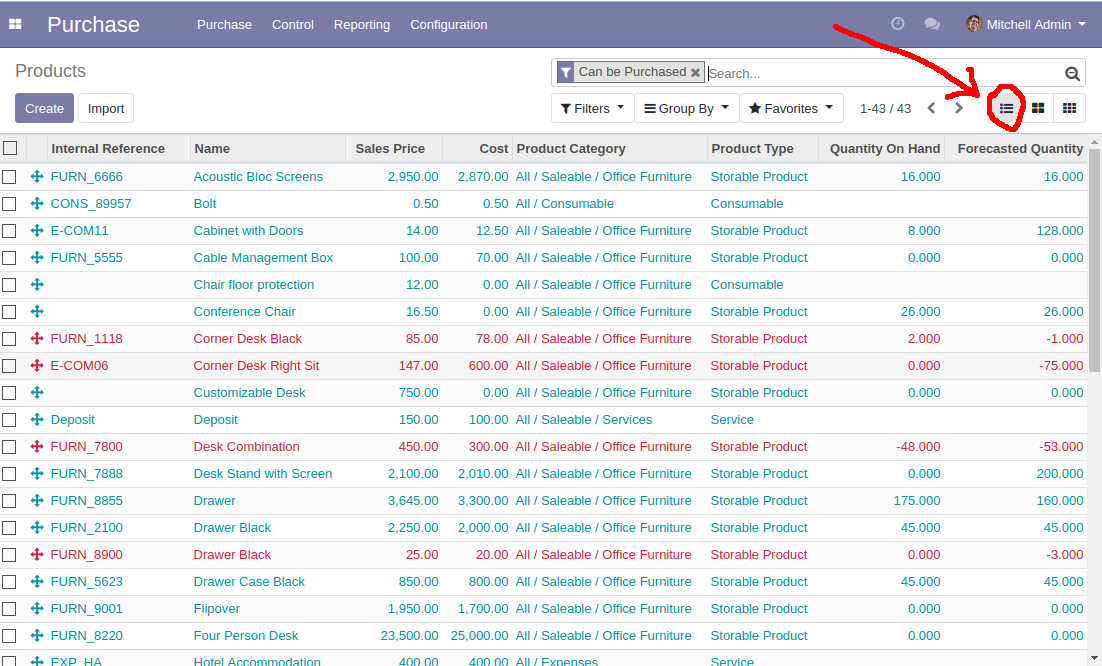 Purchase Purchase Control Reporting Configuration Mitchell Admin
Products Can be Purchased Search...
Create Import Filters Group By Favorites 1-43 / 43
Internal Reference Name Sales Price Cost Product Category Product Type Quantity On Hand Forecasted Quantity
FURN_6666 Acoustic Bloc Screens 2,950.00 2,870.00 All / Saleable / Office Furniture Storable Product 16.000 16.000
CONS_89957 Bolt 0.50 0.50 All / Consumable Consumable
E-COM11 Cabinet with Doors 14.00 12.50 All / Saleable / Office Furniture Storable Product 8.000 128.000
FURN_5555 Cable Management Box 100.00 70.00 All / Saleable / Office Furniture Storable Product 0.000 0.000
Chair floor protection 12.00 0.00 All / Saleable / Office Furniture Consumable
Conference Chair 16.50 0.00 All / Saleable / Office Furniture Storable Product 26.000 26.000
FURN_1118 Corner Desk Black 85.00 78.00 All / Saleable / Office Furniture Storable Product 2.000 -1.000
E-COM06 Corner Desk Right Sit 147.00 600.00 All / Saleable / Office Furniture Storable Product 0.000 -75.000
Customizable Desk 750.00 0.00 All / Saleable / Office Furniture Storable Product 0.000 0.000
Deposit Deposit 150.00 100.00 All / Saleable / Services Service
FURN_7800 Desk Combination 450.00 300.00 All / Saleable / Office Furniture Storable Product -48.000 -53.000
FURN_7888 Desk Stand with Screen 2,100.00 2,010.00 All / Saleable / Office Furniture Storable Product 0.000 200.000
FURN_8855 Drawer 3,645.00 3,300.00 All / Saleable / Office Furniture Storable Product 175.000 160.000
FURN_2100 Drawer Black 2,250.00 2,000.00 All / Saleable / Office Furniture Storable Product 45.000 45.000
FURN_8900 Drawer Black 25.00 20.00 All / Saleable / Office Furniture Storable Product 0.000 -3.000
FURN_5623 Drawer Case Black 850.00 800.00 All / Saleable / Office Furniture Storable Product 45.000 45.000
FURN_9001 Flipover 1,950.00 1,700.00 All / Saleable / Office Furniture Storable Product 0.000 0.000
FURN_8220 Four Person Desk 23,500.00 25,000.00 All / Saleable / Office Furniture Storable Product 0.000 0.000
EXP_HA Hotel Accommodation 400.00 400.00 All / Expenses Service